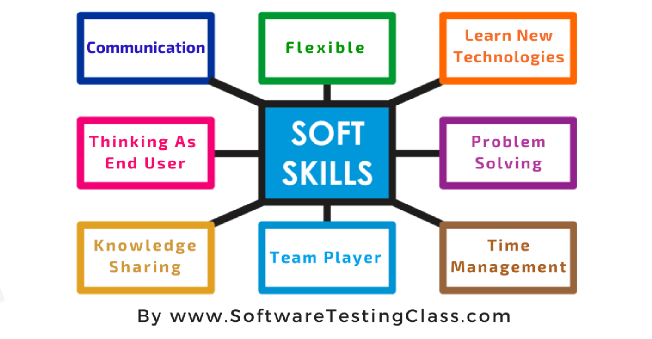 Communication
Flexible
Learn New
Technologies
Thinking As
End User
SOFT
SKILLS
Problem
Solving
Knowledge
Sharing
Team Player
Time
Management
By www.SoftwareTestingClass.com